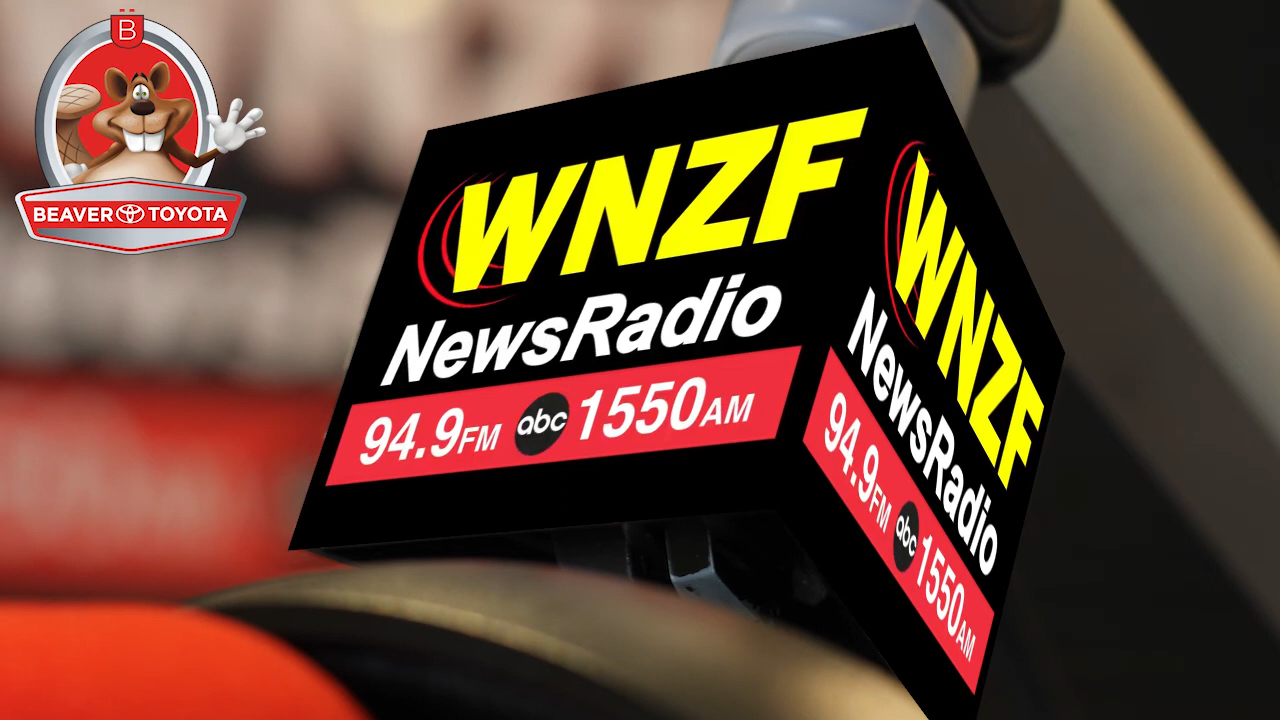 B
BEAVER TOYOTA
WNZF
NewsRadio
94.9FM abc 1550AM
WNZF
NewsRadio
94.9FM abc 1550AM